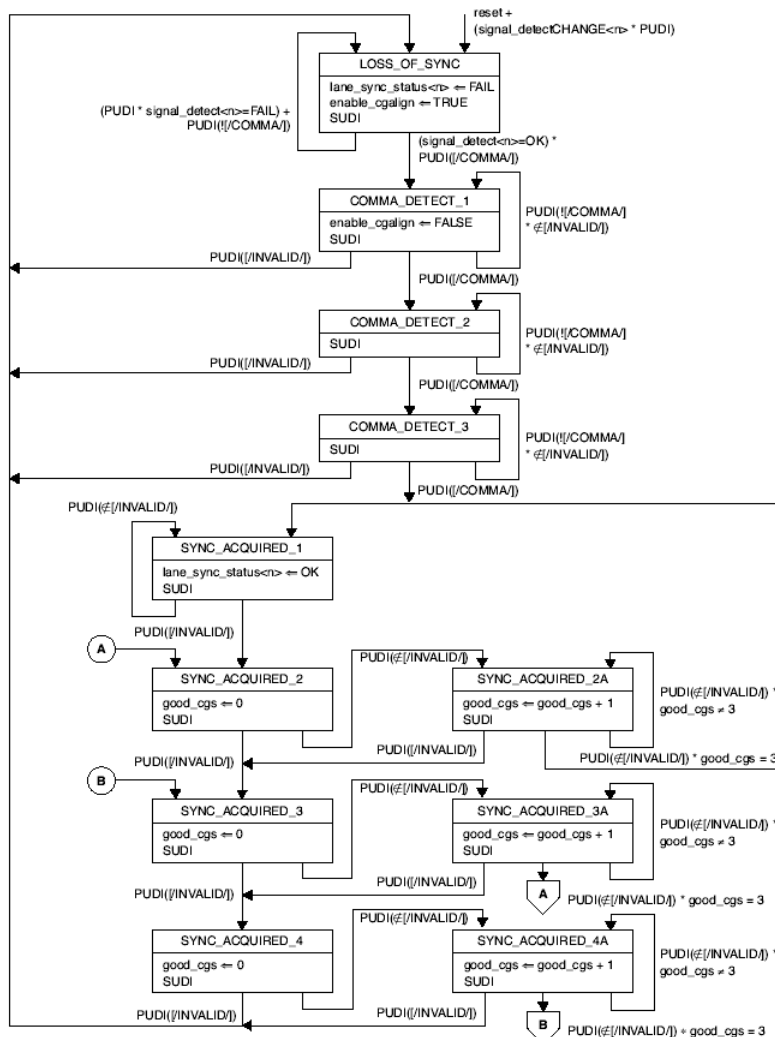 reset +
(signal_detectCHANGE<n> * PUDI)
LOSS_OF_SYNC
lane_sync_status<n> ⇐ FAIL
enable_cgalign ⇐ TRUE
SUDI
(PUDI * signal_detect<n>=FAIL) +
PUDI(![/COMMA/])
(signal_detect<n>=OK) *
PUDI([/COMMA/])
COMMA_DETECT_1
enable_cgalign ⇐ FALSE
SUDI
PUDI(![/COMMA/]
* ∉[/INVALID/])
PUDI([/INVALID/])
PUDI([/COMMA/])
COMMA_DETECT_2
SUDI
PUDI(![/COMMA/]
* ∉[/INVALID/])
PUDI([/INVALID/])
PUDI([/COMMA/])
COMMA_DETECT_3
SUDI
PUDI(![/COMMA/]
* ∉[/INVALID/])
PUDI([/INVALID/])
PUDI([/COMMA/])
PUDI(∉[/INVALID/])
SYNC_ACQUIRED_1
lane_sync_status<n> ⇐ OK
SUDI
PUDI([/INVALID/])
A
PUDI(∉[/INVALID/])
SYNC_ACQUIRED_2
good_cgs ⇐ 0
SUDI
SYNC_ACQUIRED_2A
good_cgs ⇐ good_cgs + 1
SUDI
PUDI(∉[/INVALID/]) *
good_cgs ≠ 3
PUDI([/INVALID/])
PUDI([/INVALID/])
PUDI(∉[/INVALID/]) * good_cgs = 3
B
PUDI(∉[/INVALID/])
SYNC_ACQUIRED_3
good_cgs ⇐ 0
SUDI
SYNC_ACQUIRED_3A
good_cgs ⇐ good_cgs + 1
SUDI
PUDI(∉[/INVALID/]) *
good_cgs ≠ 3
PUDI([/INVALID/])
PUDI([/INVALID/])
A
PUDI(∉[/INVALID/]) * good_cgs = 3
PUDI(∉[/INVALID/])
SYNC_ACQUIRED_4
good_cgs ⇐ 0
SUDI
SYNC_ACQUIRED_4A
good_cgs ⇐ good_cgs + 1
SUDI
PUDI(∉[/INVALID/]) *
good_cgs ≠ 3
PUDI([/INVALID/])
PUDI([/INVALID/])
B
PUDI(∉[/INVALID/]) * good_cgs = 3